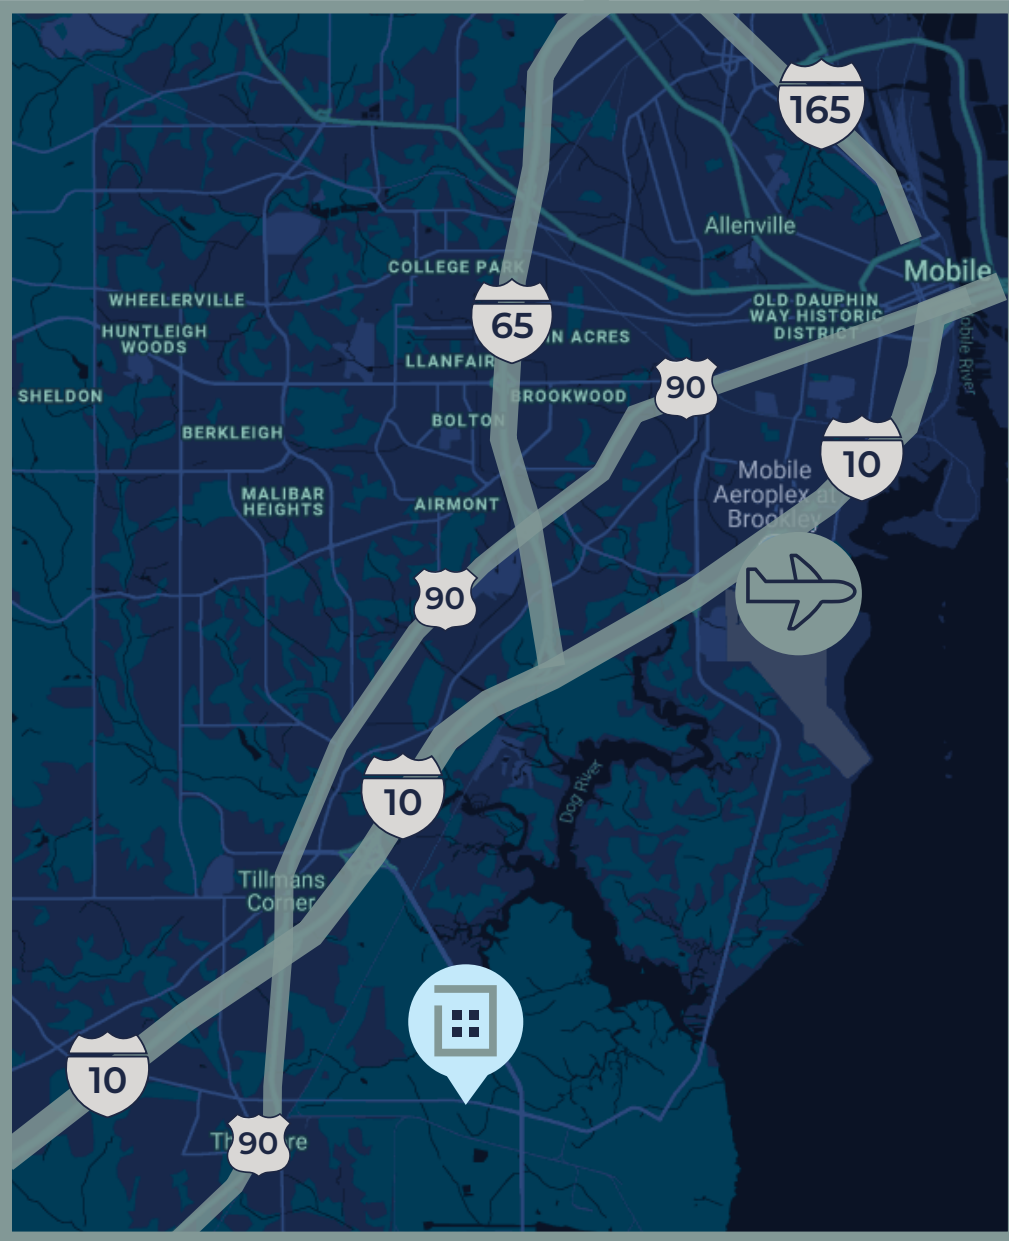 165
Allenville
COLLEGE PARK
Mobile
WHEELERVILLE
OLD DAUPHIN
WAY HISTORIC
DISTRICT
65
HUNTLEIGH
WOODS
IN ACRES
LLANFAIR
Mobile River
90
SHELDON
BROOKWOOD
BOLTON
BERKLEIGH
10
Mobile
Aeroplex at
Brookley
MALIBAR
HEIGHTS
AIRMONT
90
Dog River
10
Tillmans
Corner
10
90